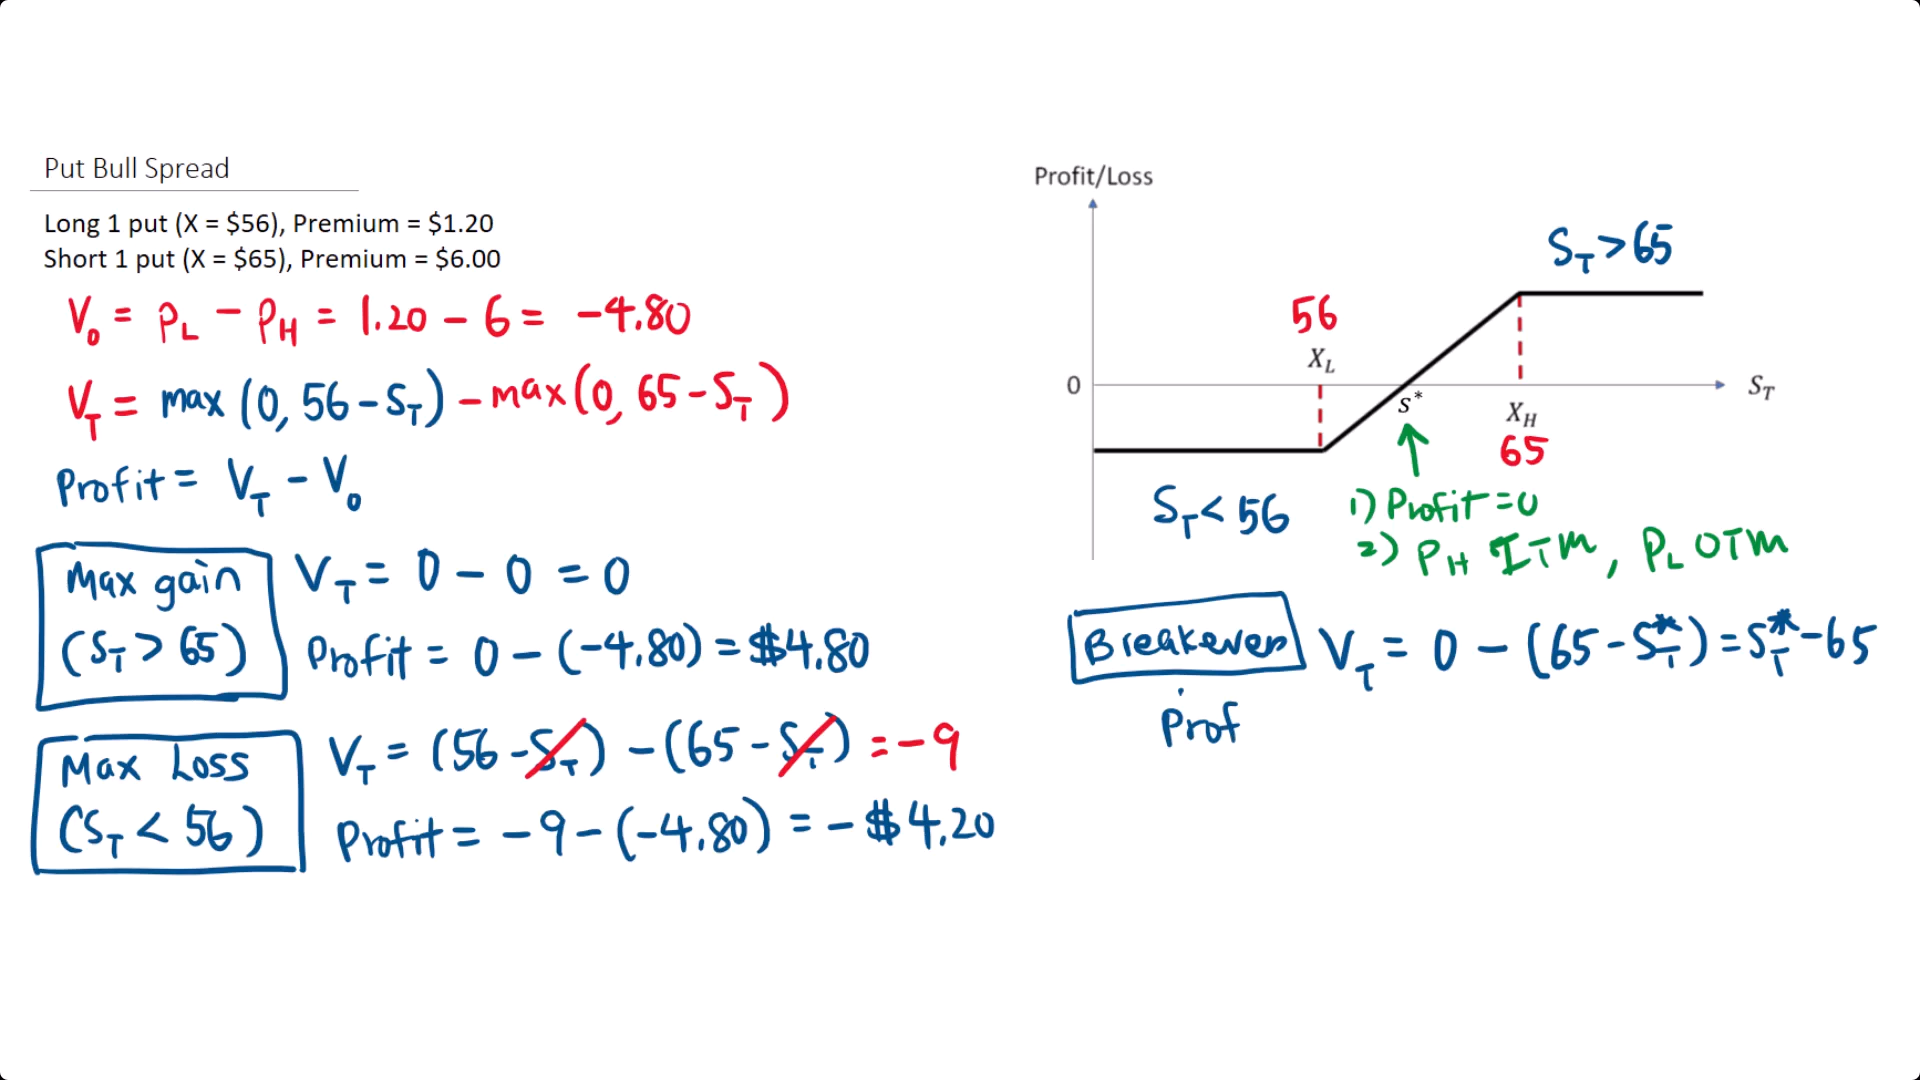 Put Bull Spread
Long 1 put (X = $56), Premium = $1.20
Short 1 put (X = $65), Premium = $6.00
V₀ = P_L - P_H = 1.20 - 6 = -4.80
V_T = max (0, 56 - S_T) - max (0, 65 - S_T)
Profit = V_T - V₀
Max gain
(S_T > 65)
V_T = 0 - 0 = 0
Profit = 0 - (-4.80) = $4.80
Max Loss
(S_T < 56)
V_T = (56 - S_T) - (65 - S_T) = -9
Profit = -9 - (-4.80) = -$4.20
Profit/Loss
S_T > 65
56
X_L
0
S_T
S*
X_H
65
S_T < 56
1) Profit = 0
2) P_H ITM, P_L OTM
Breakeven
V_T = 0 - (65 - S_T*) = S_T* - 65
Prof